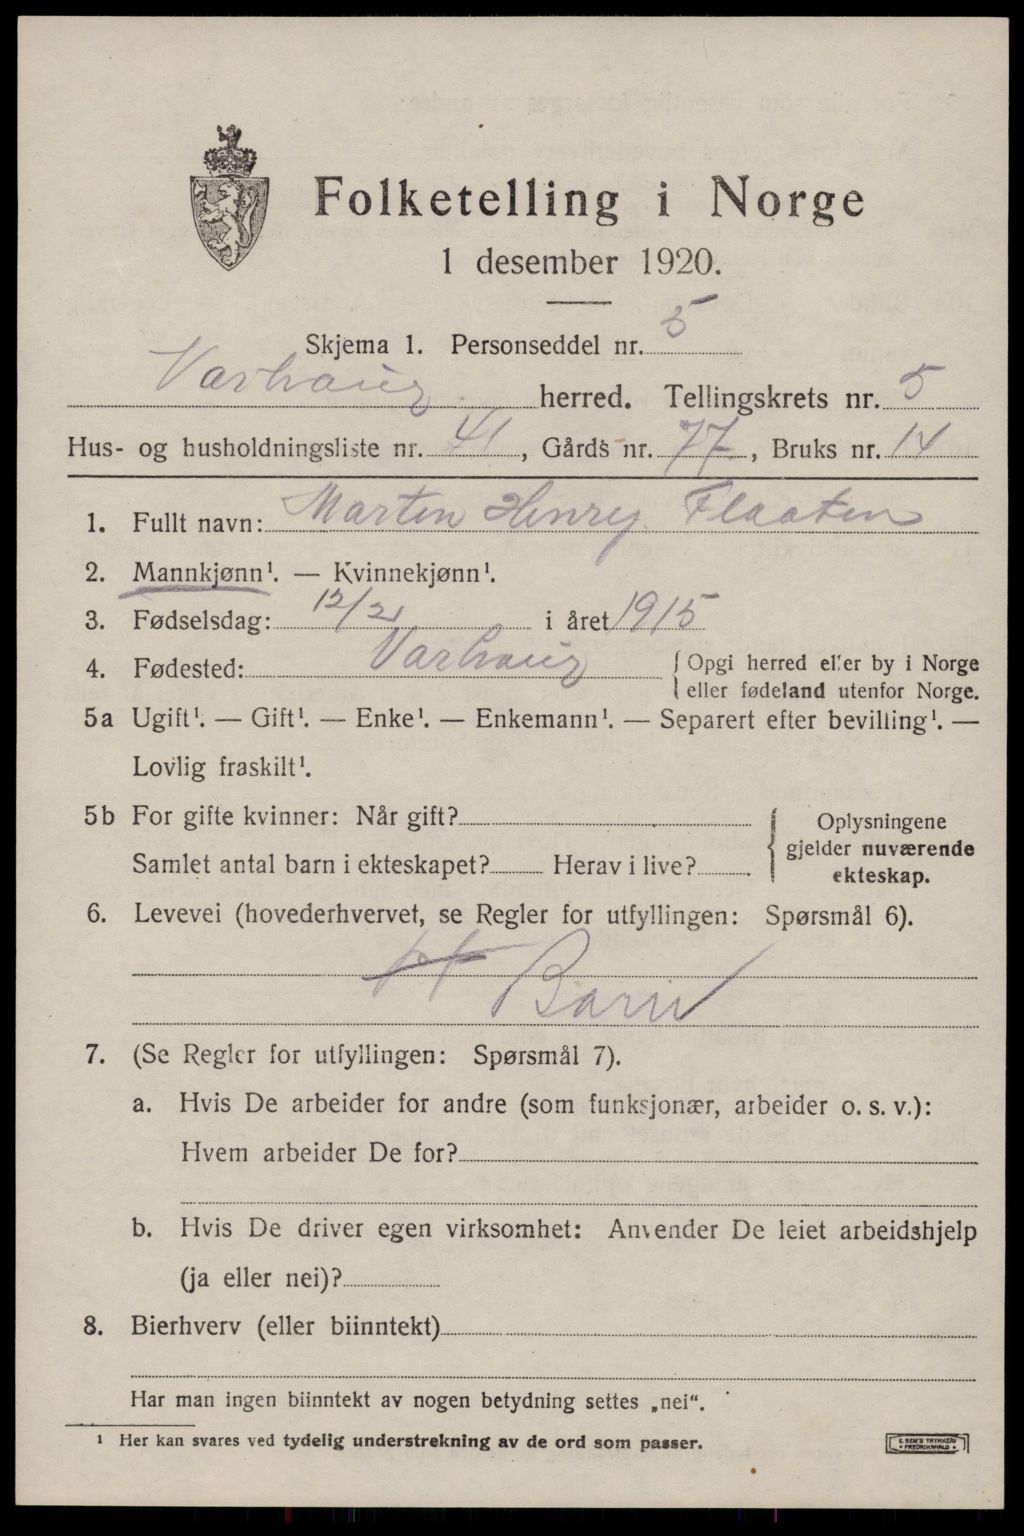 Folketelling i Norge
1 desember 1920.
Skjema 1. Personseddel nr. 5
Varhaug herred. Tellingskrets nr. 5
Hus- og husholdningsliste nr. 41, Gårds nr. 77, Bruks nr. 14
1. Fullt navn: Martin Henry Flaaten
2. Mannkjønn¹. — Kvinnekjønn¹.
3. Fødselsdag: 12/2 i året 1915
4. Fødested: Varhaug { Opgi herred eller by i Norge
eller fødeland utenfor Norge.
5a Ugift¹. — Gift¹. — Enke¹. — Enkemann¹. — Separert efter bevilling¹. —
Lovlig fraskilt¹.
5b For gifte kvinner: Når gift?
Samlet antal barn i ekteskapet? Herav i live?
{ Oplysningene
gjelder nuværende
ekteskap.
6. Levevei (hovederhvervet, se Regler for utfyllingen: Spørsmål 6).
Barn
7. (Se Regler for utfyllingen: Spørsmål 7).
a. Hvis De arbeider for andre (som funksjonær, arbeider o. s. v.):
Hvem arbeider De for?
b. Hvis De driver egen virksomhet: Anvender De leiet arbeidshjelp
(ja eller nei)?
8. Bierhverv (eller biinntekt)
Har man ingen biinntekt av nogen betydning settes „nei“.
¹ Her kan svares ved tydelig understrekning av de ord som passer.
E. SEM'S TRYKKERI
FREDRIKSHALD